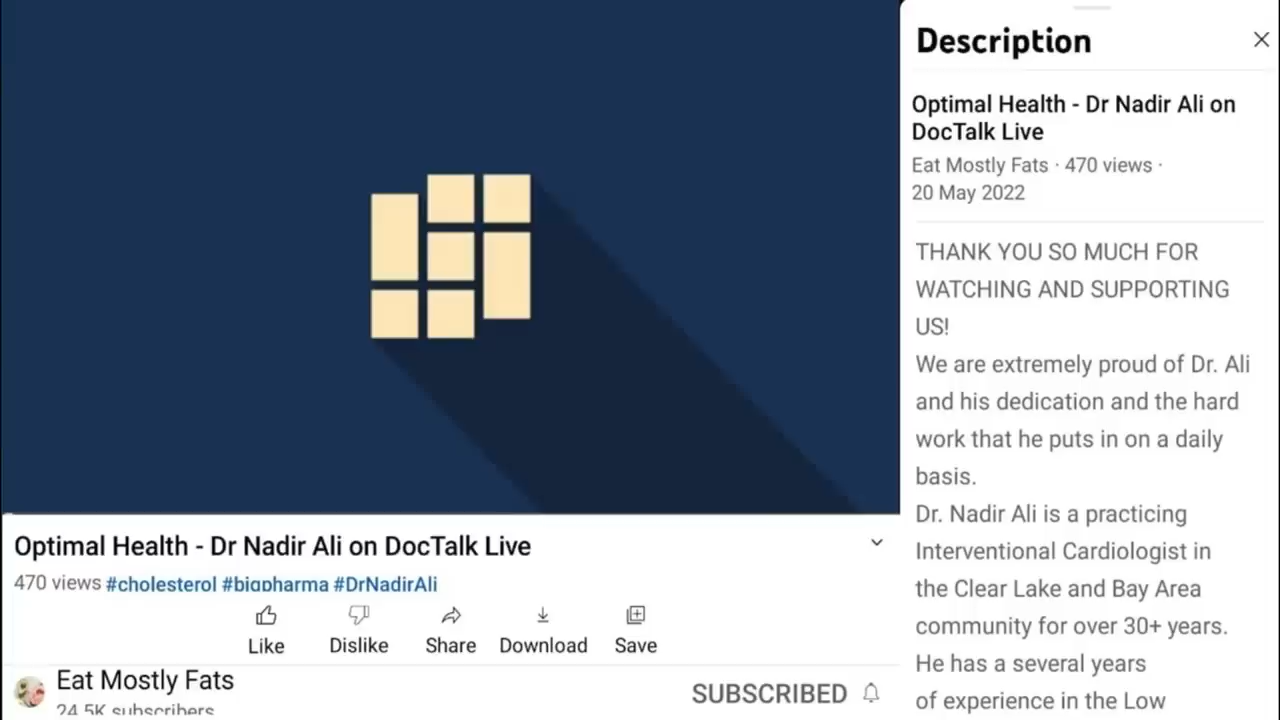 Optimal Health - Dr Nadir Ali on DocTalk Live
470 views #cholesterol #bigpharma #DrNadirAli
Like
Dislike
Share
Download
Save
Eat Mostly Fats
24.5K subscribers
SUBSCRIBED
Description
Optimal Health - Dr Nadir Ali on
DocTalk Live
Eat Mostly Fats · 470 views ·
20 May 2022
THANK YOU SO MUCH FOR
WATCHING AND SUPPORTING
US!
We are extremely proud of Dr. Ali
and his dedication and the hard
work that he puts in on a daily
basis.
Dr. Nadir Ali is a practicing
Interventional Cardiologist in
the Clear Lake and Bay Area
community for over 30+ years.
He has a several years
of experience in the Low